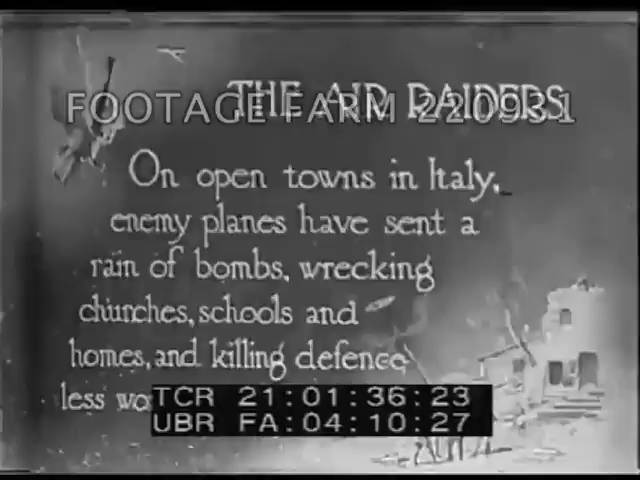 THE AIR RAIDERS
FOOTAGE FARM 220931
On open towns in Italy,
enemy planes have sent a
rain of bombs, wrecking
churches, schools and
homes, and killing defence
less
TCR 21:01:36:23
UBR FA:04:10:27